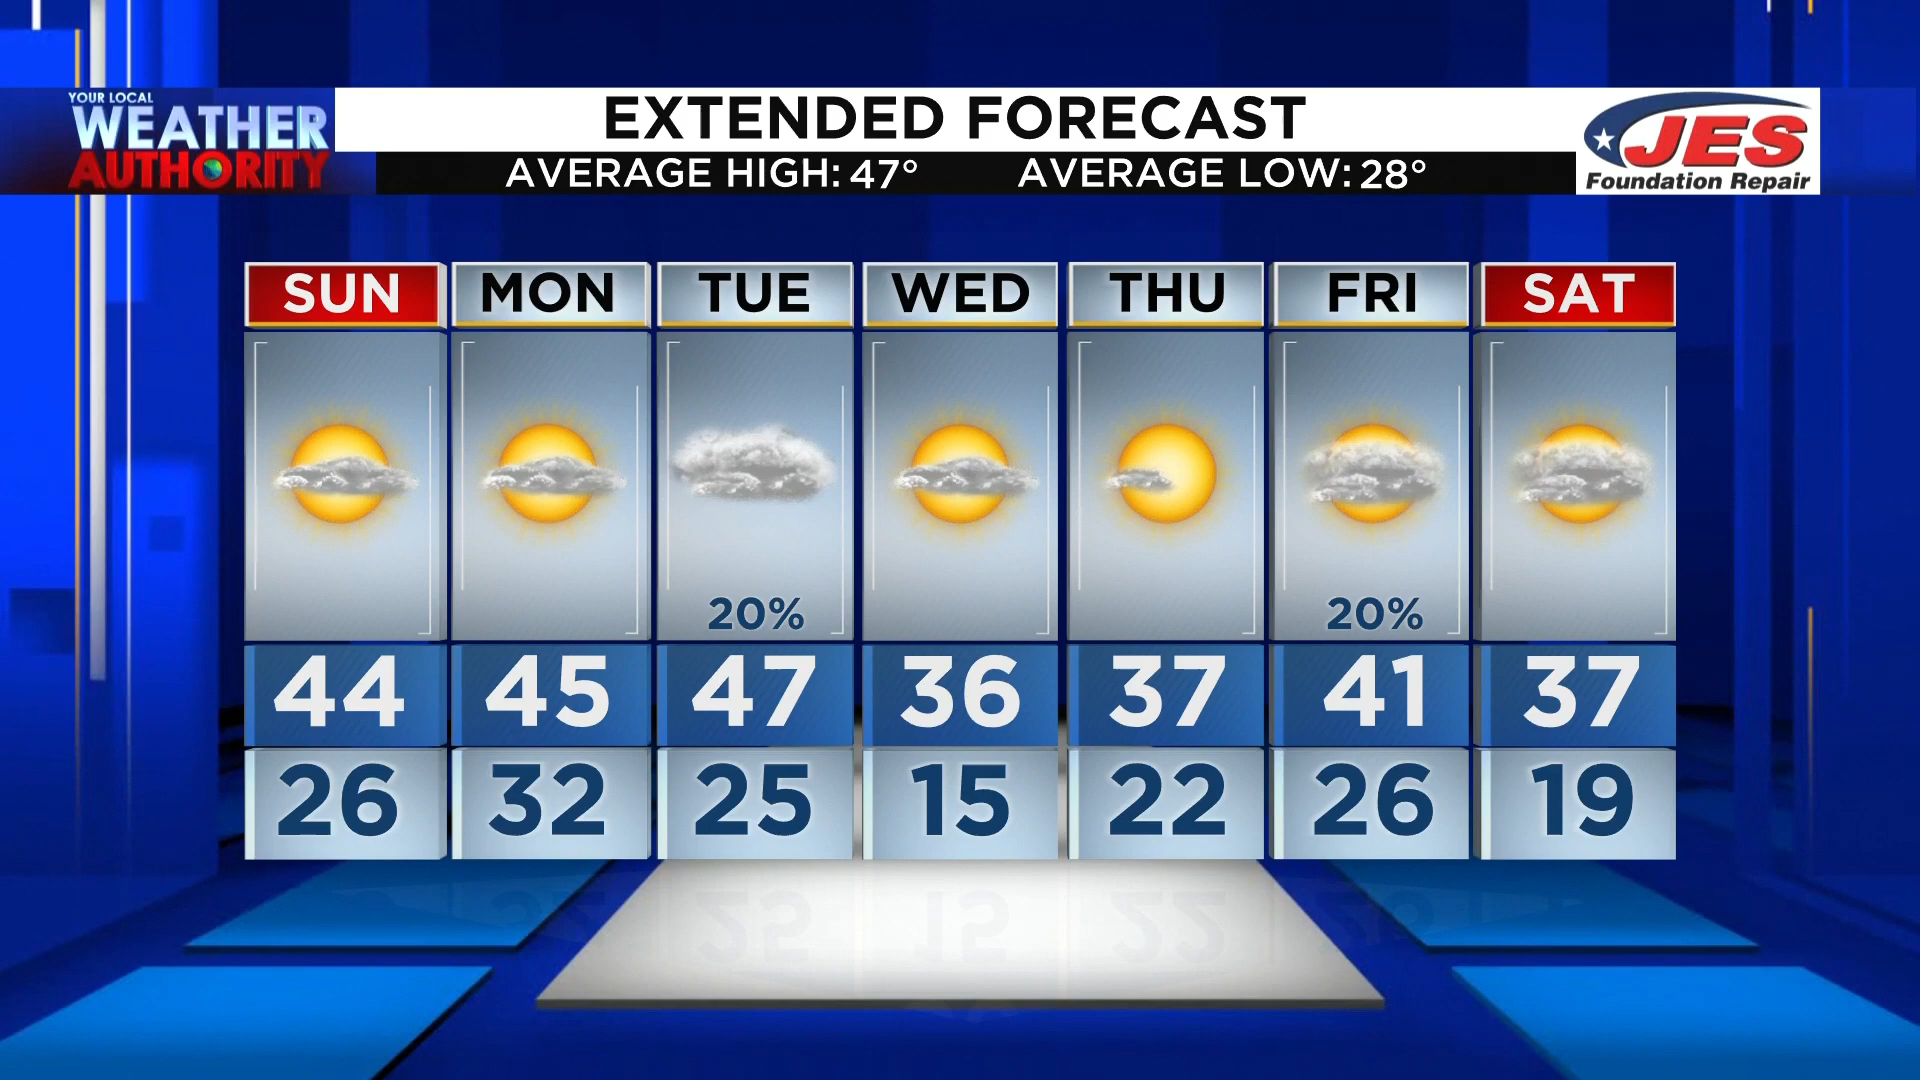 YOUR LOCAL
WEATHER
AUTHORITY
EXTENDED FORECAST
AVERAGE HIGH: 47° AVERAGE LOW: 28°
JES
Foundation Repair
SUN MON TUE WED THU FRI SAT
20% 20%
44 45 47 36 37 41 37
26 32 25 15 22 26 19